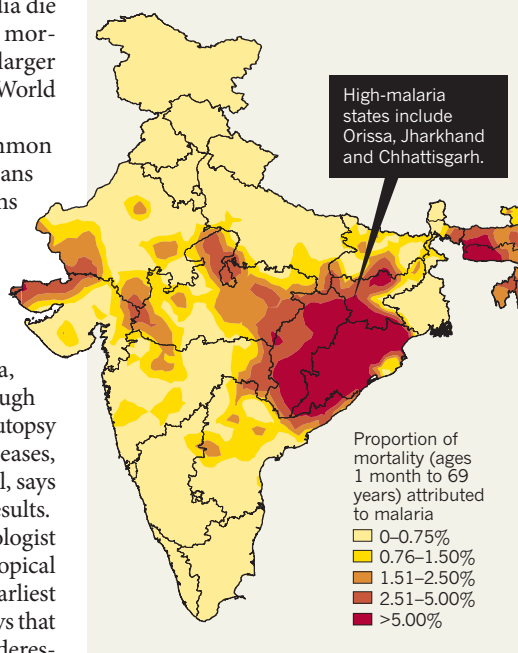 dia die
mor-
larger
World
nmon
ans
ns
a,
ugh
utopsy
eases,
l, says
esults.
ologist
opical
arliest
ys that
deres-
High-malaria
states include
Orissa, Jharkhand
and Chhattisgarh.
Proportion of
mortality (ages
1 month to 69
years) attributed
to malaria
0–0.75%
0.76–1.50%
1.51–2.50%
2.51–5.00%
>5.00%